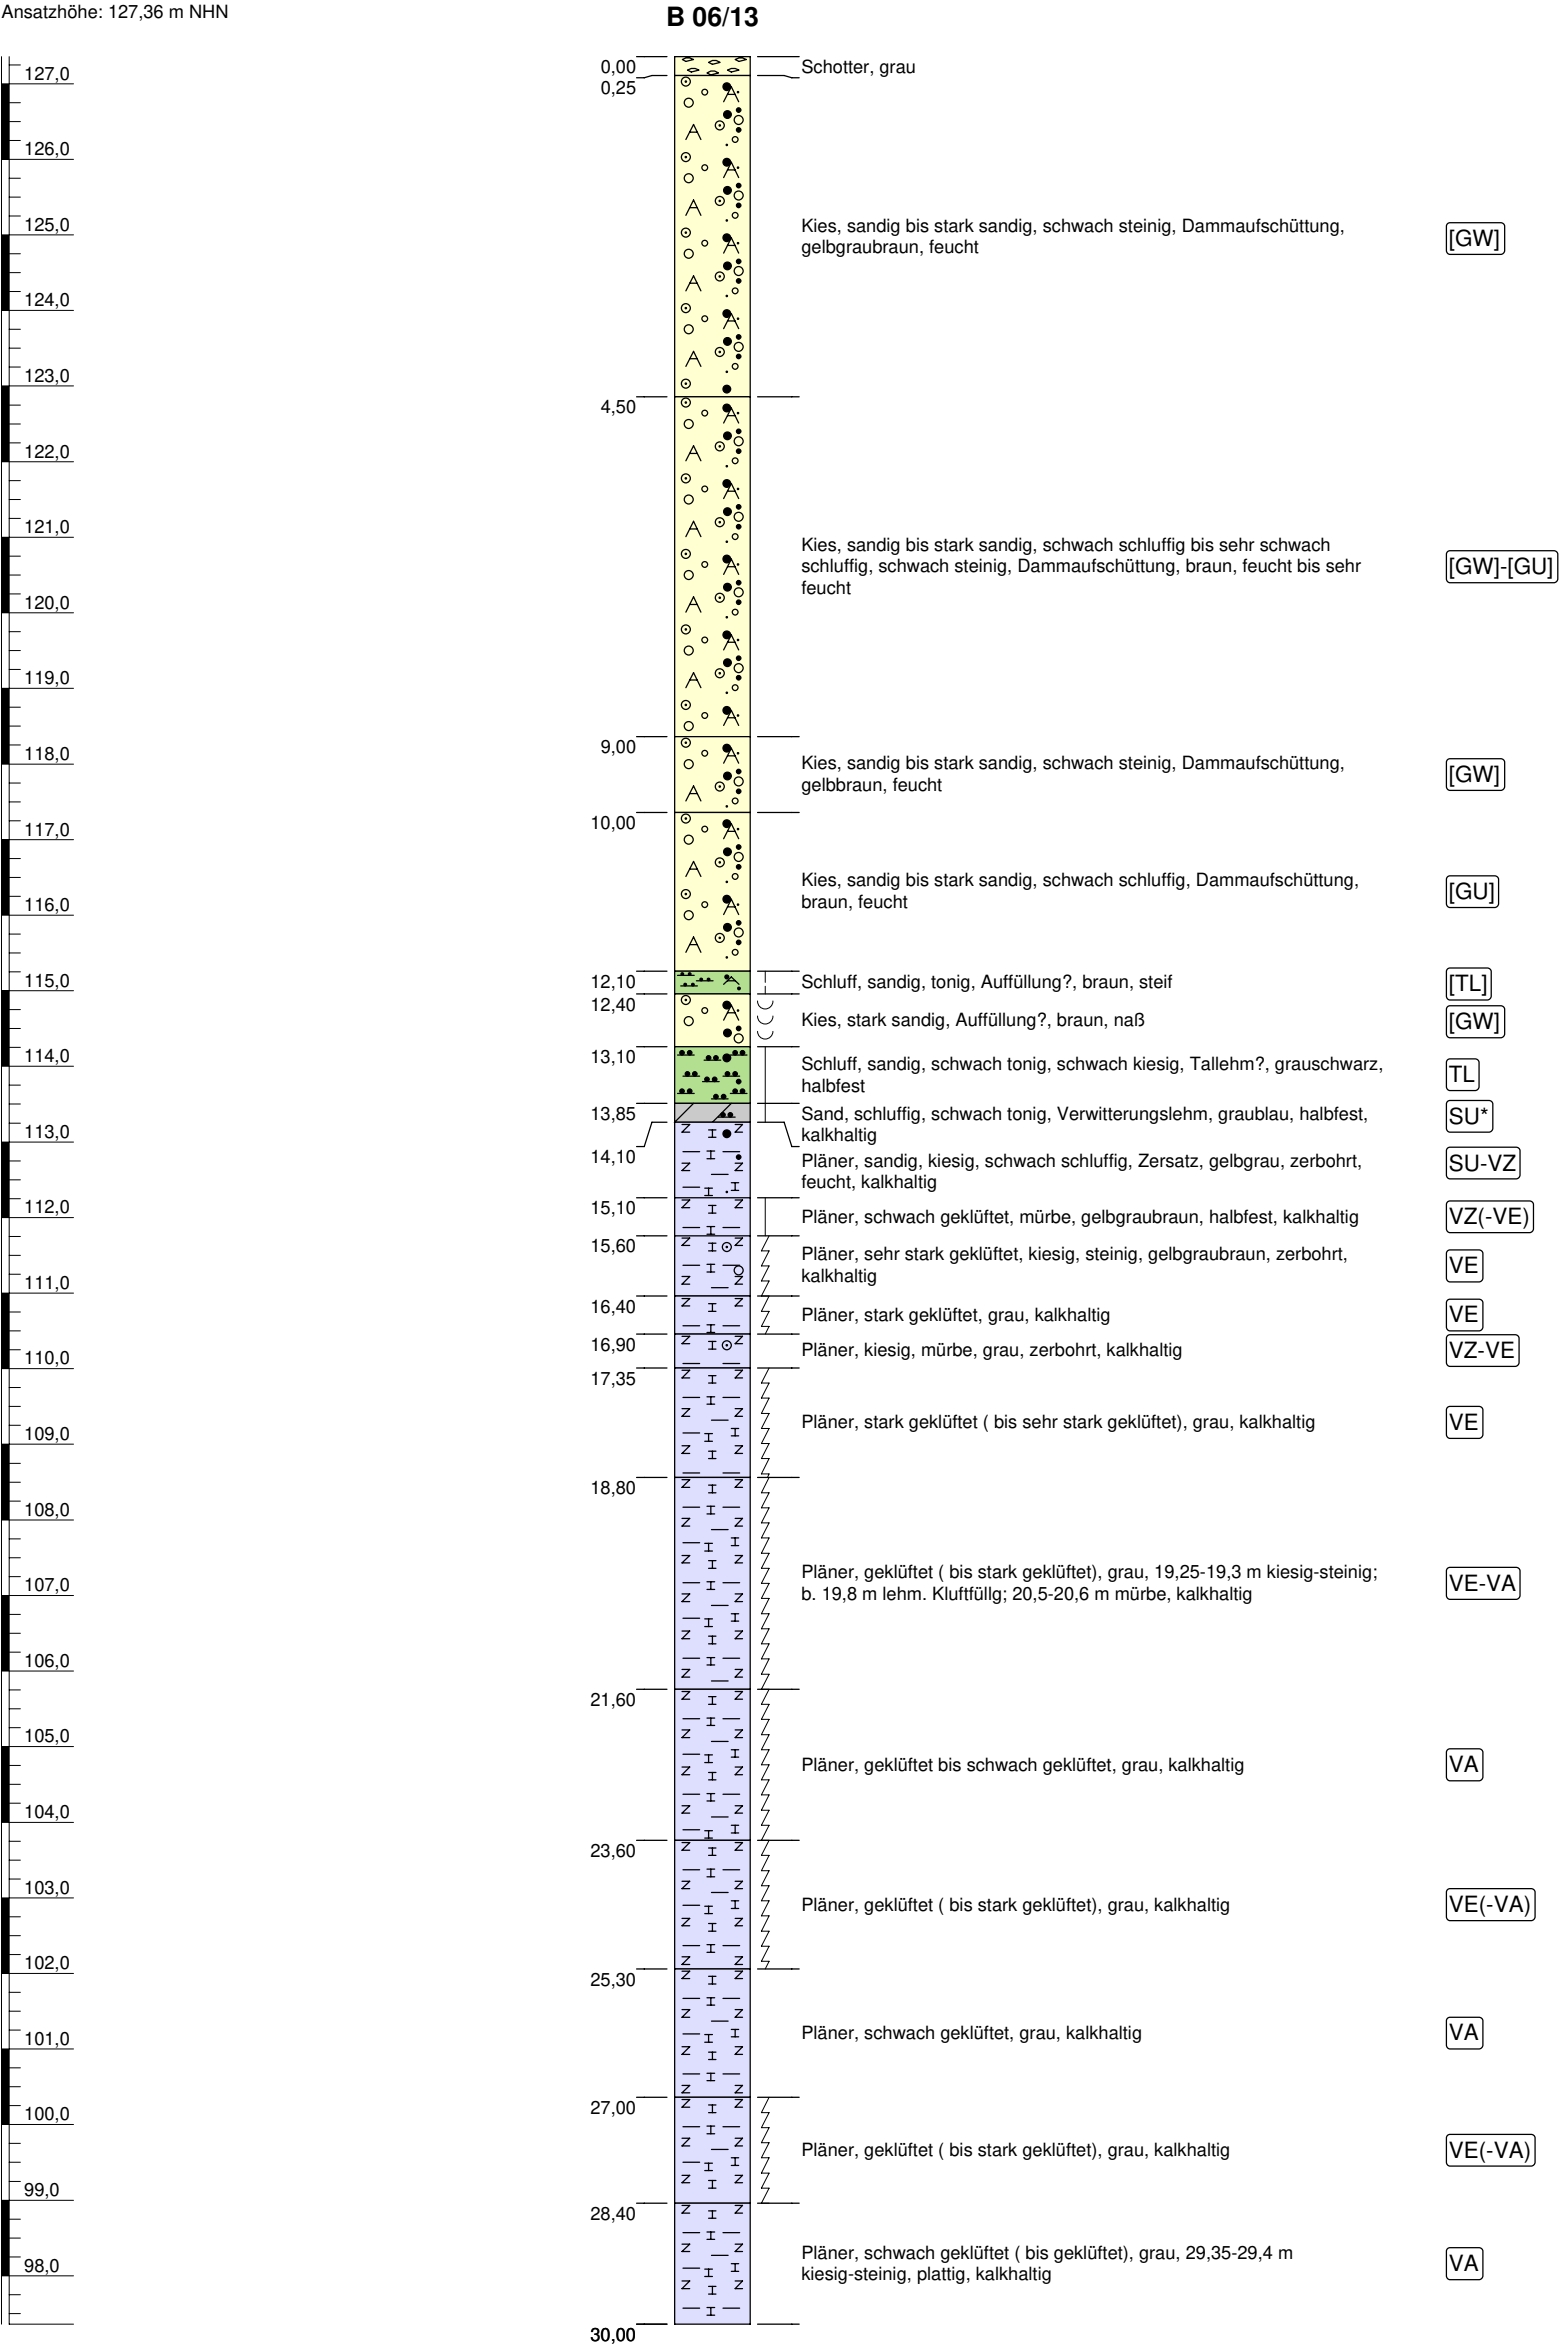 Ansatzhöhe: 127,36 m NHN
B 06/13
127,0
126,0
125,0
124,0
123,0
122,0
121,0
120,0
119,0
118,0
117,0
116,0
115,0
114,0
113,0
112,0
111,0
110,0
109,0
108,0
107,0
106,0
105,0
104,0
103,0
102,0
101,0
100,0
99,0
98,0
0,00
Schotter, grau
0,25
Kies, sandig bis stark sandig, schwach steinig, Dammaufschüttung,
gelbgraubraun, feucht
[GW]
4,50
Kies, sandig bis stark sandig, schwach schluffig bis sehr schwach
schluffig, schwach steinig, Dammaufschüttung, braun, feucht bis sehr
feucht
[GW]-[GU]
9,00
Kies, sandig bis stark sandig, schwach steinig, Dammaufschüttung,
gelbbraun, feucht
[GW]
10,00
Kies, sandig bis stark sandig, schwach schluffig, Dammaufschüttung,
braun, feucht
[GU]
12,10
Schluff, sandig, tonig, Auffüllung?, braun, steif
[TL]
12,40
Kies, stark sandig, Auffüllung?, braun, naß
[GW]
13,10
Schluff, sandig, schwach tonig, schwach kiesig, Tallehm?, grauschwarz,
halbfest
TL
13,85
Sand, schluffig, schwach tonig, Verwitterungslehm, graublau, halbfest,
kalkhaltig
SU*
14,10
Pläner, sandig, kiesig, schwach schluffig, Zersatz, gelbgrau, zerbohrt,
feucht, kalkhaltig
SU-VZ
15,10
Pläner, schwach geklüftet, mürbe, gelbgraubraun, halbfest, kalkhaltig
VZ(-VE)
15,60
Pläner, sehr stark geklüftet, kiesig, steinig, gelbgraubraun, zerbohrt,
kalkhaltig
VE
16,40
Pläner, stark geklüftet, grau, kalkhaltig
VE
16,90
Pläner, kiesig, mürbe, grau, zerbohrt, kalkhaltig
VZ-VE
17,35
Pläner, stark geklüftet ( bis sehr stark geklüftet), grau, kalkhaltig
VE
18,80
Pläner, geklüftet ( bis stark geklüftet), grau, 19,25-19,3 m kiesig-steinig;
b. 19,8 m lehm. Kluftfüllg; 20,5-20,6 m mürbe, kalkhaltig
VE-VA
21,60
Pläner, geklüftet bis schwach geklüftet, grau, kalkhaltig
VA
23,60
Pläner, geklüftet ( bis stark geklüftet), grau, kalkhaltig
VE(-VA)
25,30
Pläner, schwach geklüftet, grau, kalkhaltig
VA
27,00
Pläner, geklüftet ( bis stark geklüftet), grau, kalkhaltig
VE(-VA)
28,40
Pläner, schwach geklüftet ( bis geklüftet), grau, 29,35-29,4 m
kiesig-steinig, plattig, kalkhaltig
VA
30,00